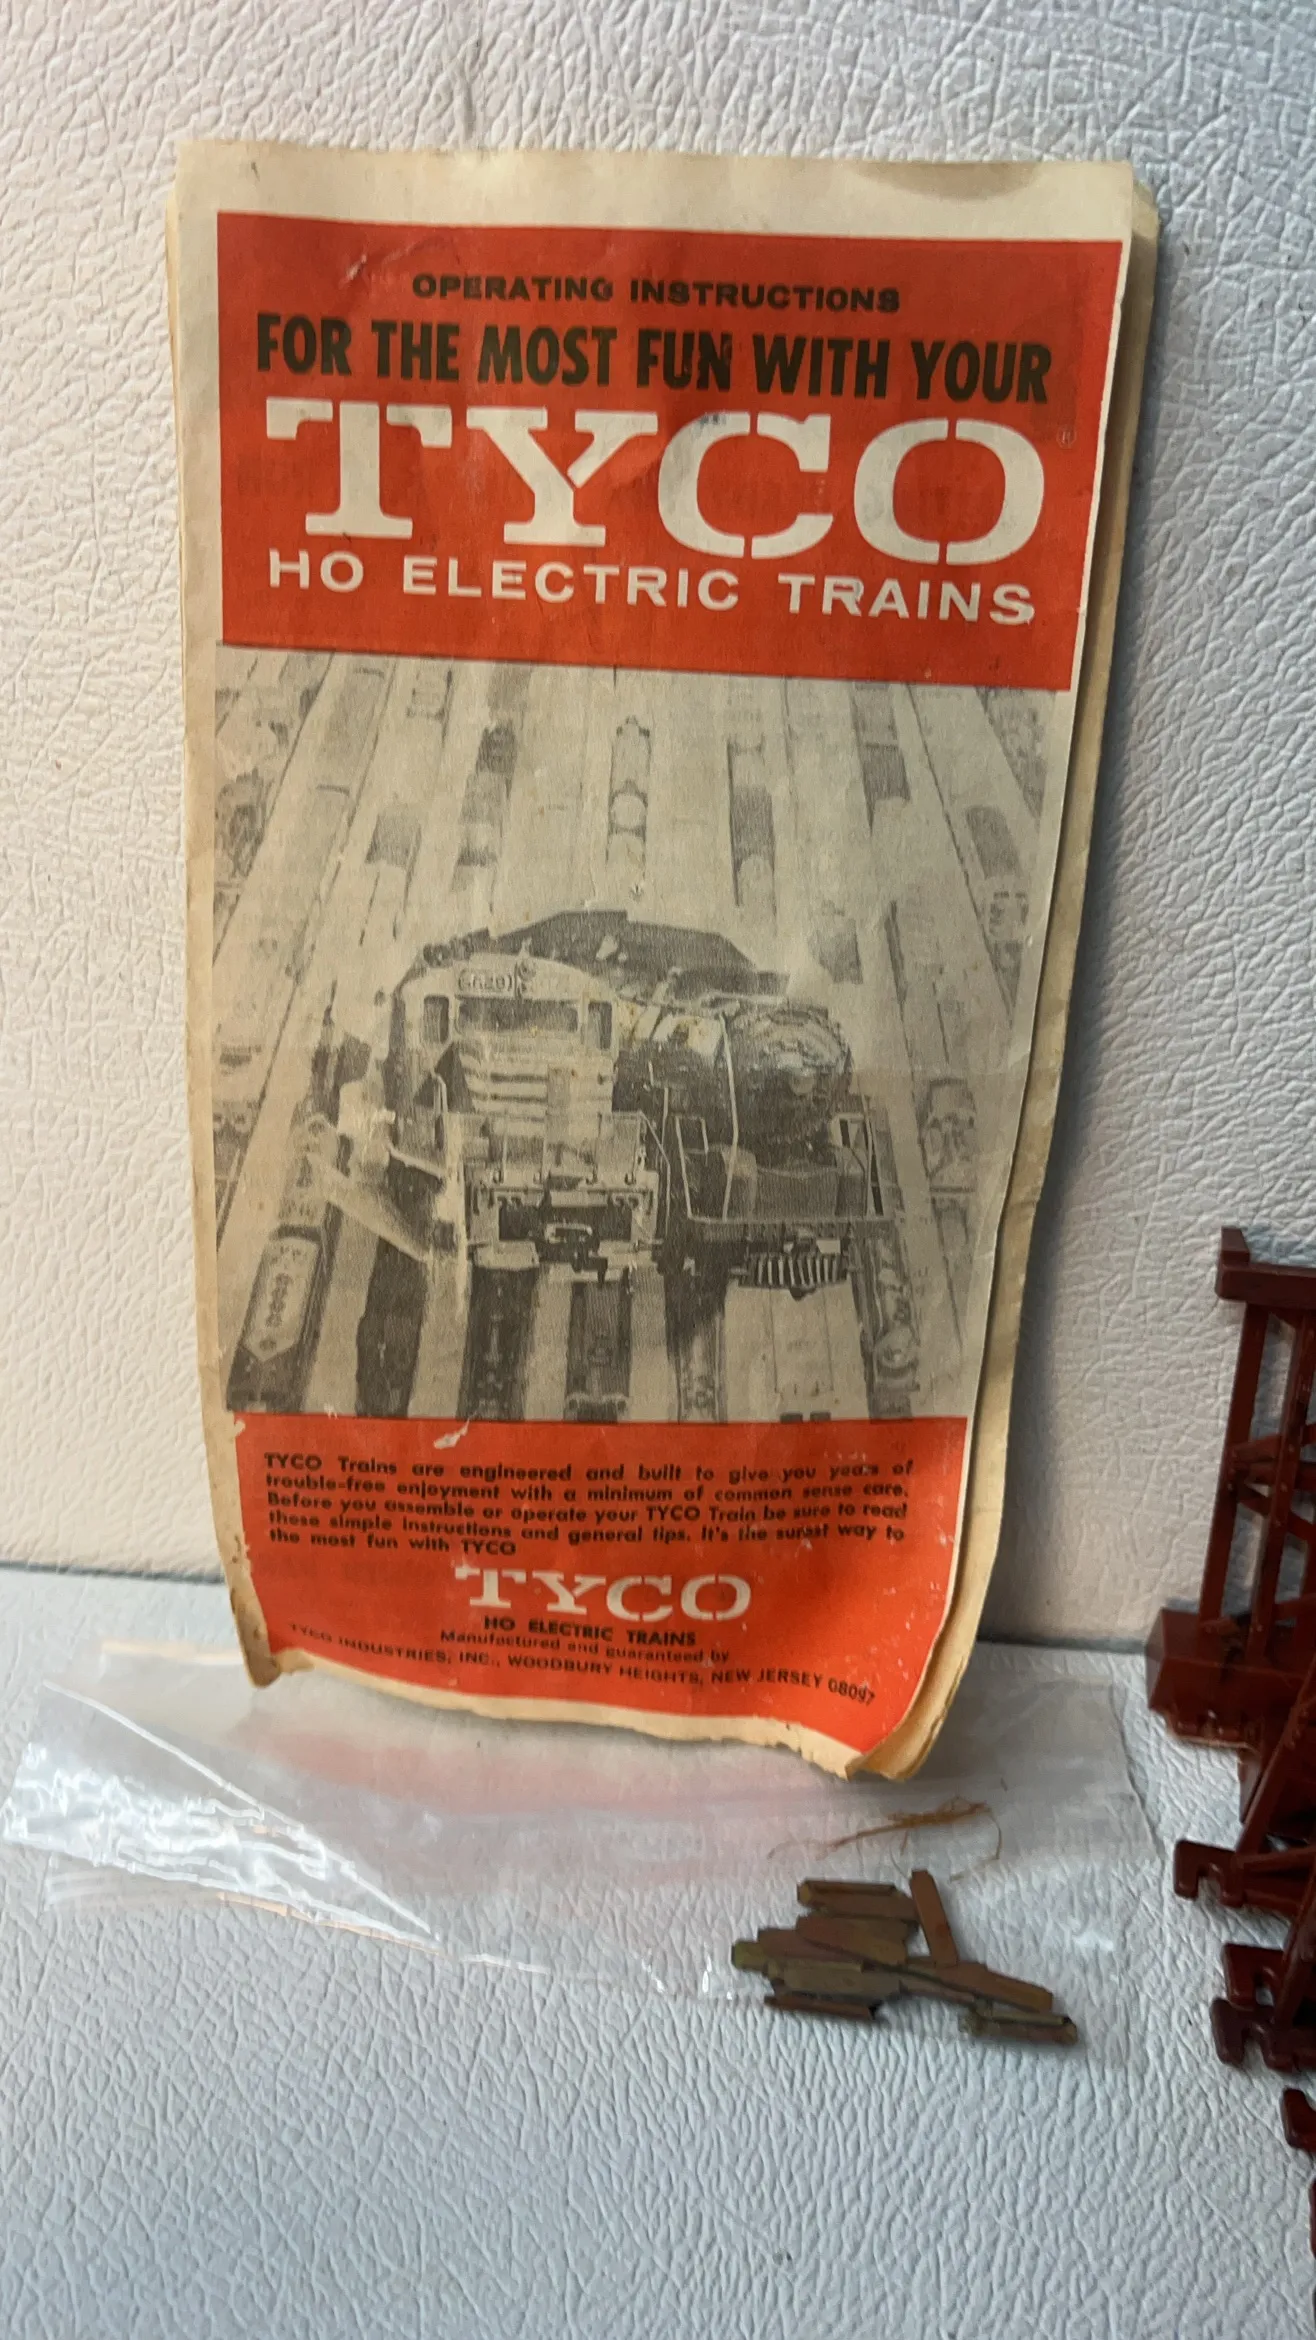 OPERATING INSTRUCTIONS
FOR THE MOST FUN WITH YOUR
TYCO®
HO ELECTRIC TRAINS
TYCO Trains are engineered and built to give you years of
trouble-free enjoyment with a minimum of common sense care.
Before you assemble or operate your TYCO Train be sure to read
these simple instructions and general tips. It's the surest way to
the most fun with TYCO
TYCO
HO ELECTRIC TRAINS
Manufactured and guaranteed by
TYCO INDUSTRIES, INC., WOODBURY HEIGHTS, NEW JERSEY 08097